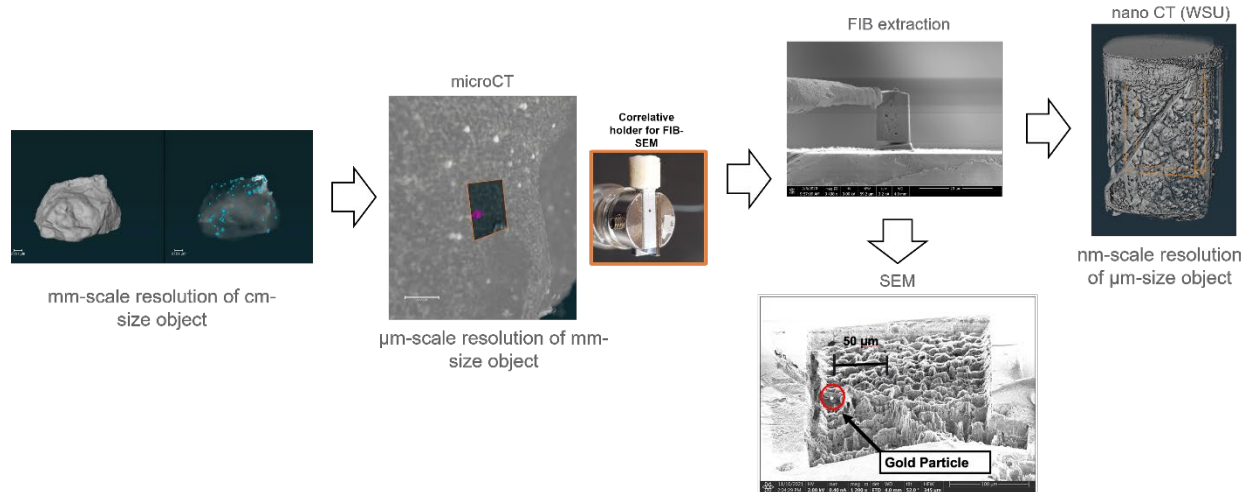 mm-scale resolution of cm-
size object
microCT
µm-scale resolution of mm-
size object
Correlative
holder for FIB-
SEM
FIB extraction
SEM
50 µm
Gold Particle
nano CT (WSU)
nm-scale resolution
of µm-size object